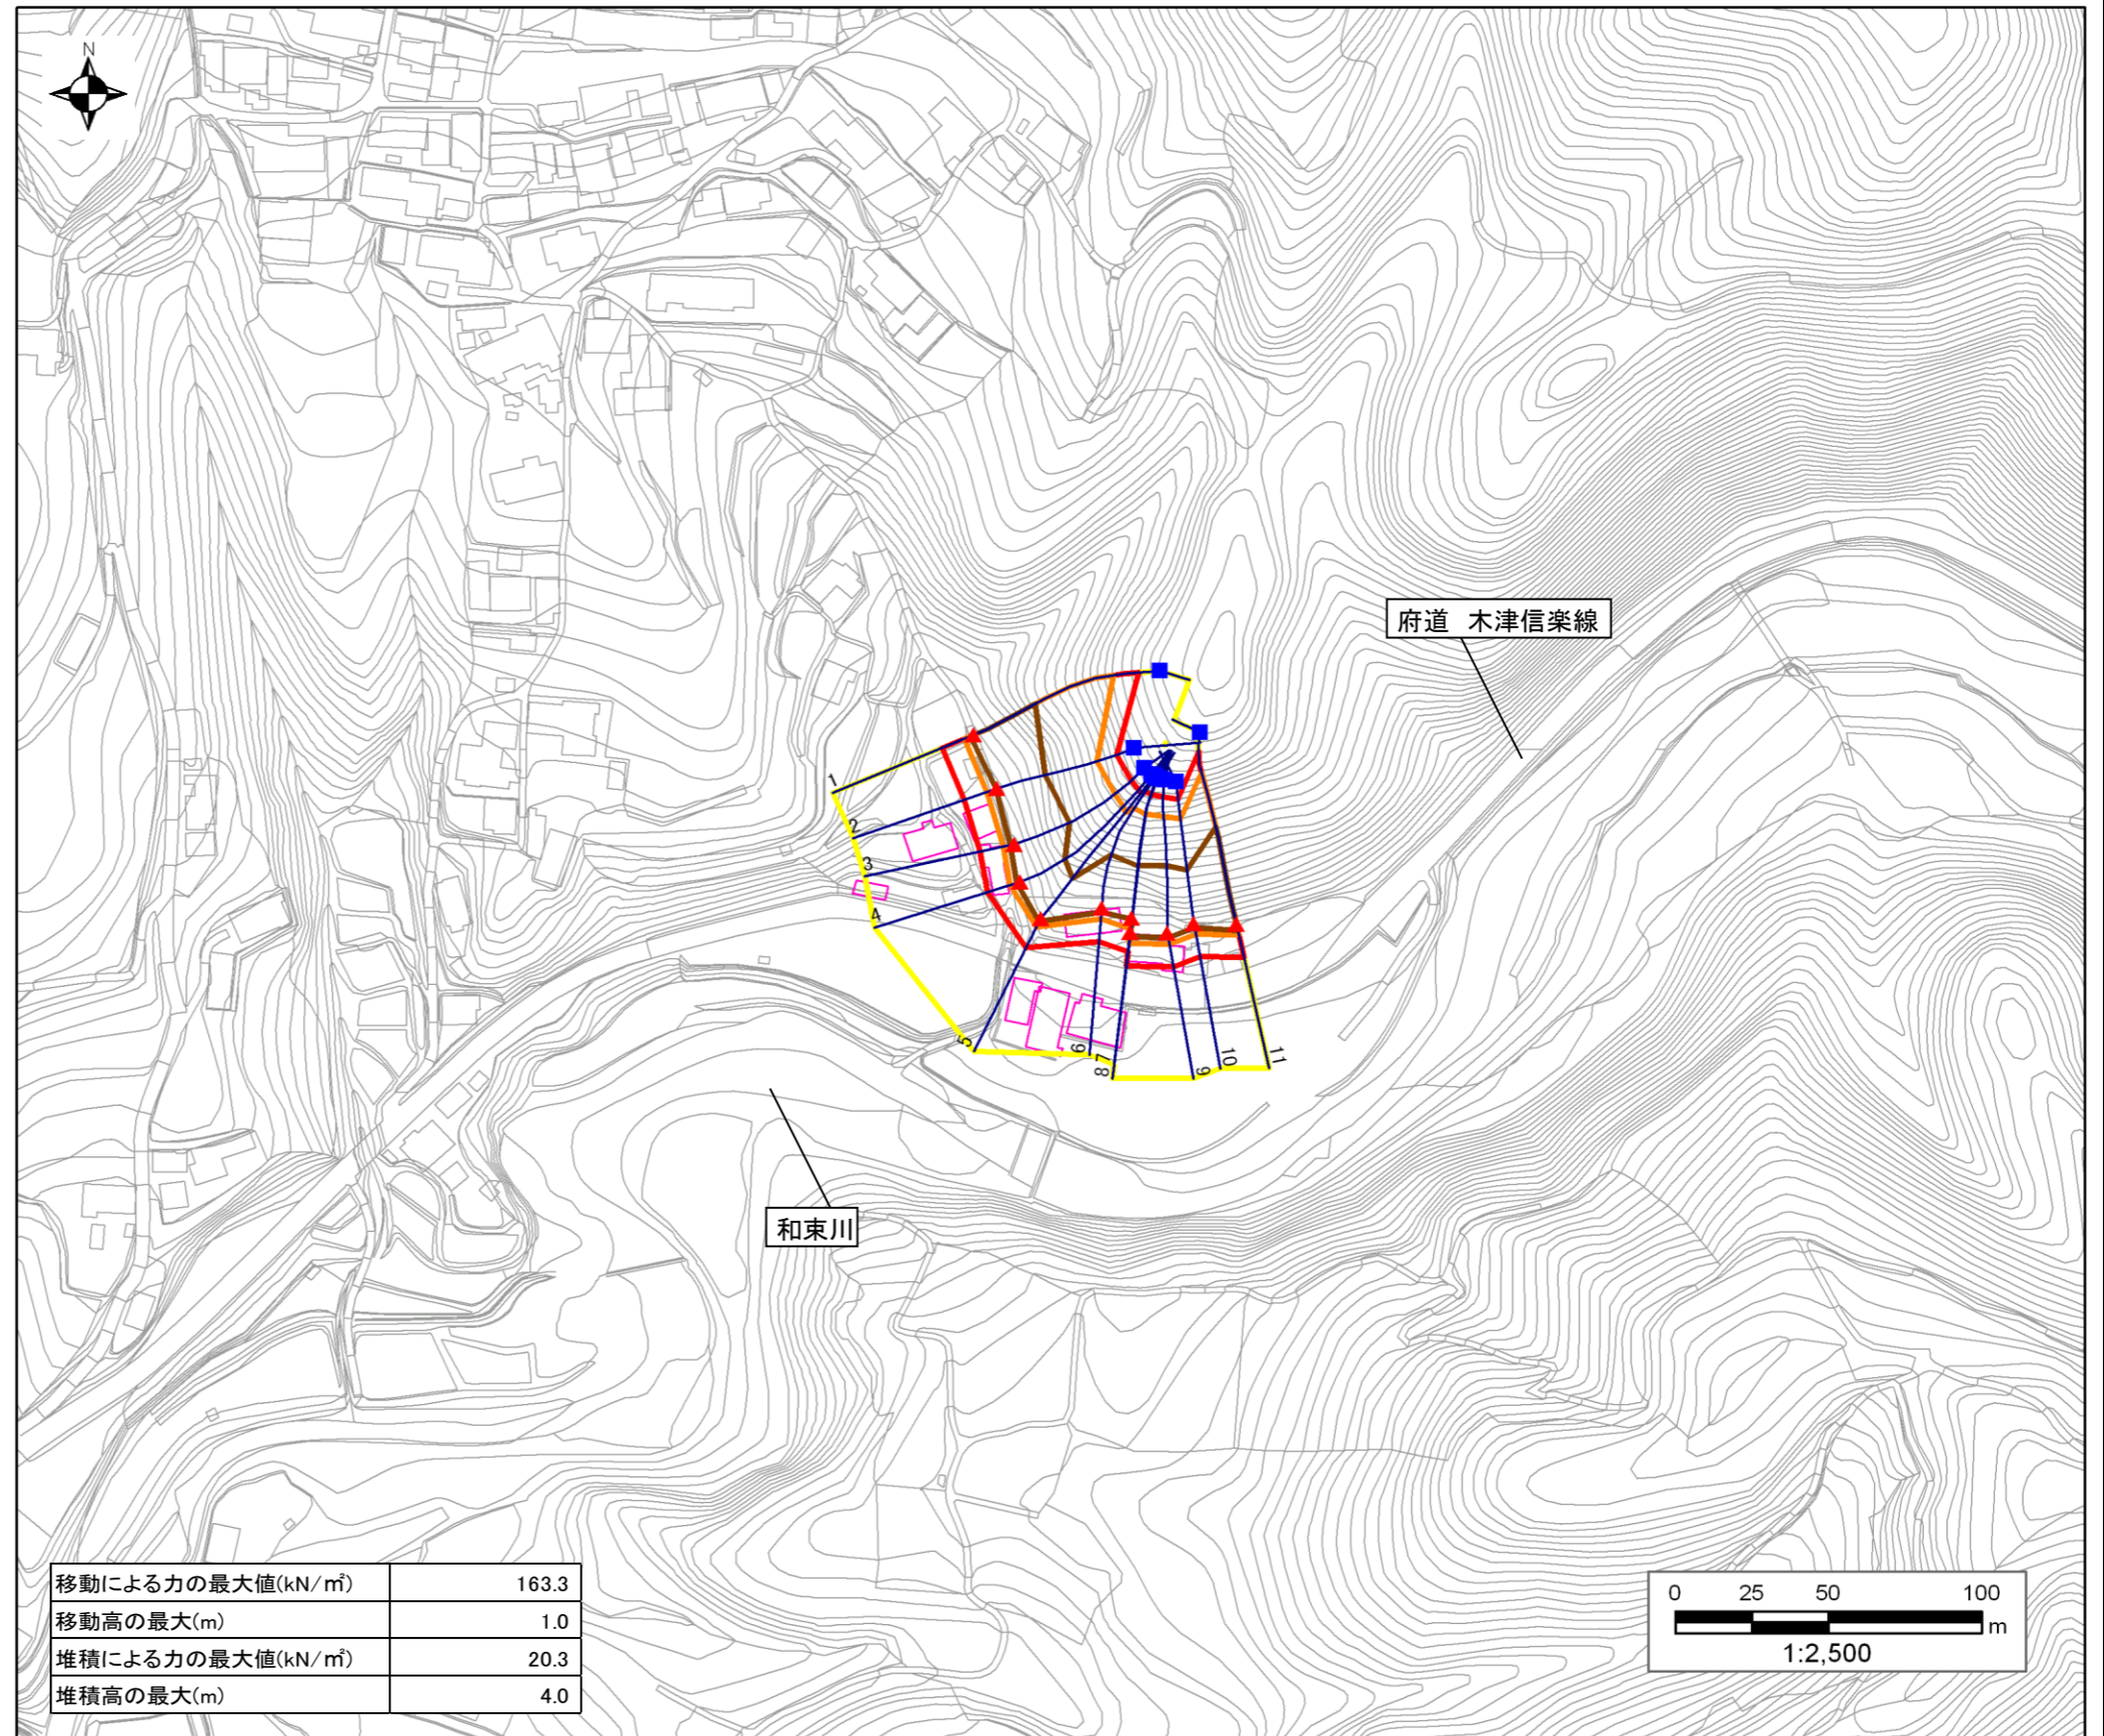 N
府道 木津信楽線
1
2
3
4
5
6
7
8
9
10
11
和束川
移動による力の最大値(kN/㎡) 163.3
移動高の最大(m) 1.0
堆積による力の最大値(kN/㎡) 20.3
堆積高の最大(m) 4.0
0 25 50 100
m
1:2,500